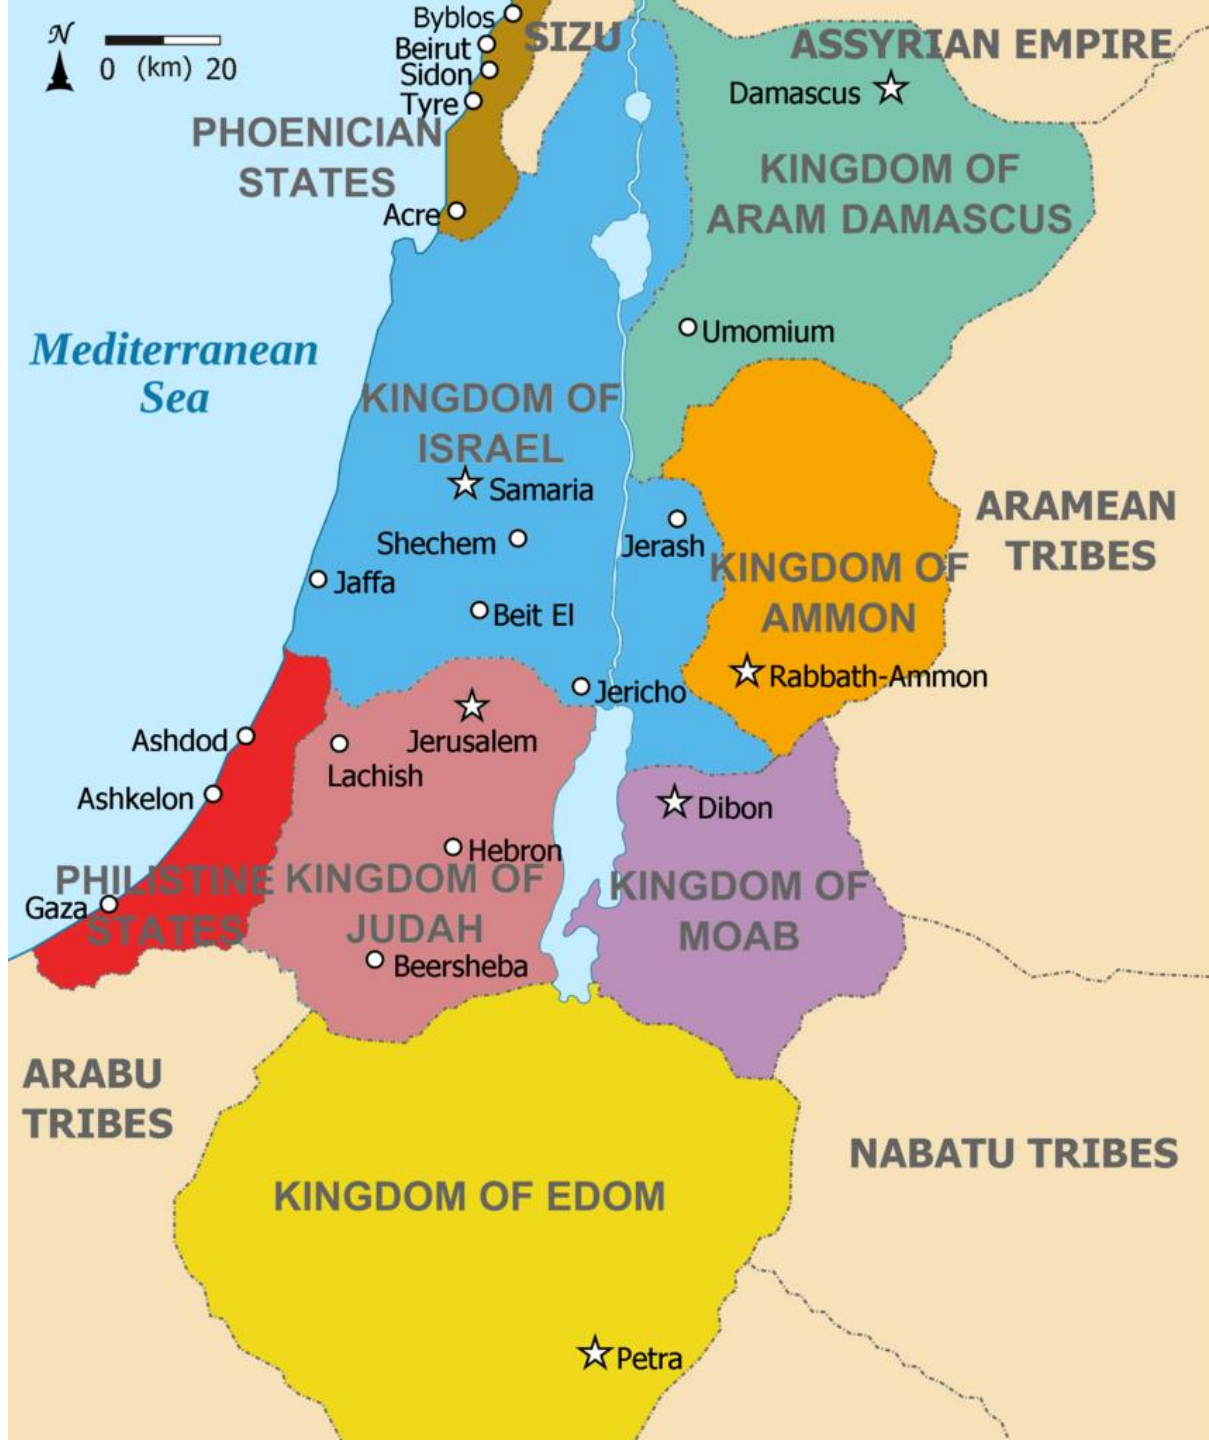 N
0 (km) 20
Byblos
Beirut
Sidon
Tyre
SIZU
ASSYRIAN EMPIRE
Damascus
PHOENICIAN
STATES
KINGDOM OF
ARAM DAMASCUS
Acre
Umomium
Mediterranean
Sea
KINGDOM OF
ISRAEL
Samaria
Shechem
Jerash
ARAMEAN
TRIBES
Jaffa
KINGDOM OF
AMMON
Beit El
Rabbath-Ammon
Jericho
Ashdod
Jerusalem
Lachish
Ashkelon
Dibon
Hebron
PHILISTINE
STATES
Gaza
KINGDOM OF
JUDAH
KINGDOM OF
MOAB
Beersheba
ARABU
TRIBES
NABATU TRIBES
KINGDOM OF EDOM
Petra